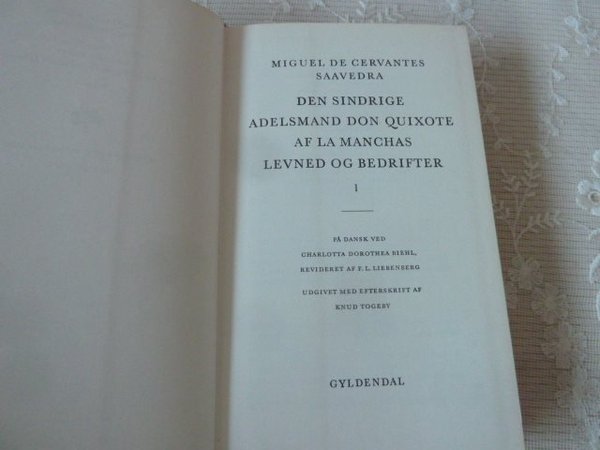 MIGUEL DE CERVANTES
SAAVEDRA
DEN SINDRIGE
ADELSMAND DON QUIXOTE
AF LA MANCHAS
LEVNED OG BEDRIFTER
1
PÅ DANSK VED
CHARLOTTA DOROTHEA BIEHL,
REVIDERET AF F. L. LIEBENBERG
UDGIVET MED EFTERSKRIFT AF
KNUD TOGEBY
GYLDENDAL